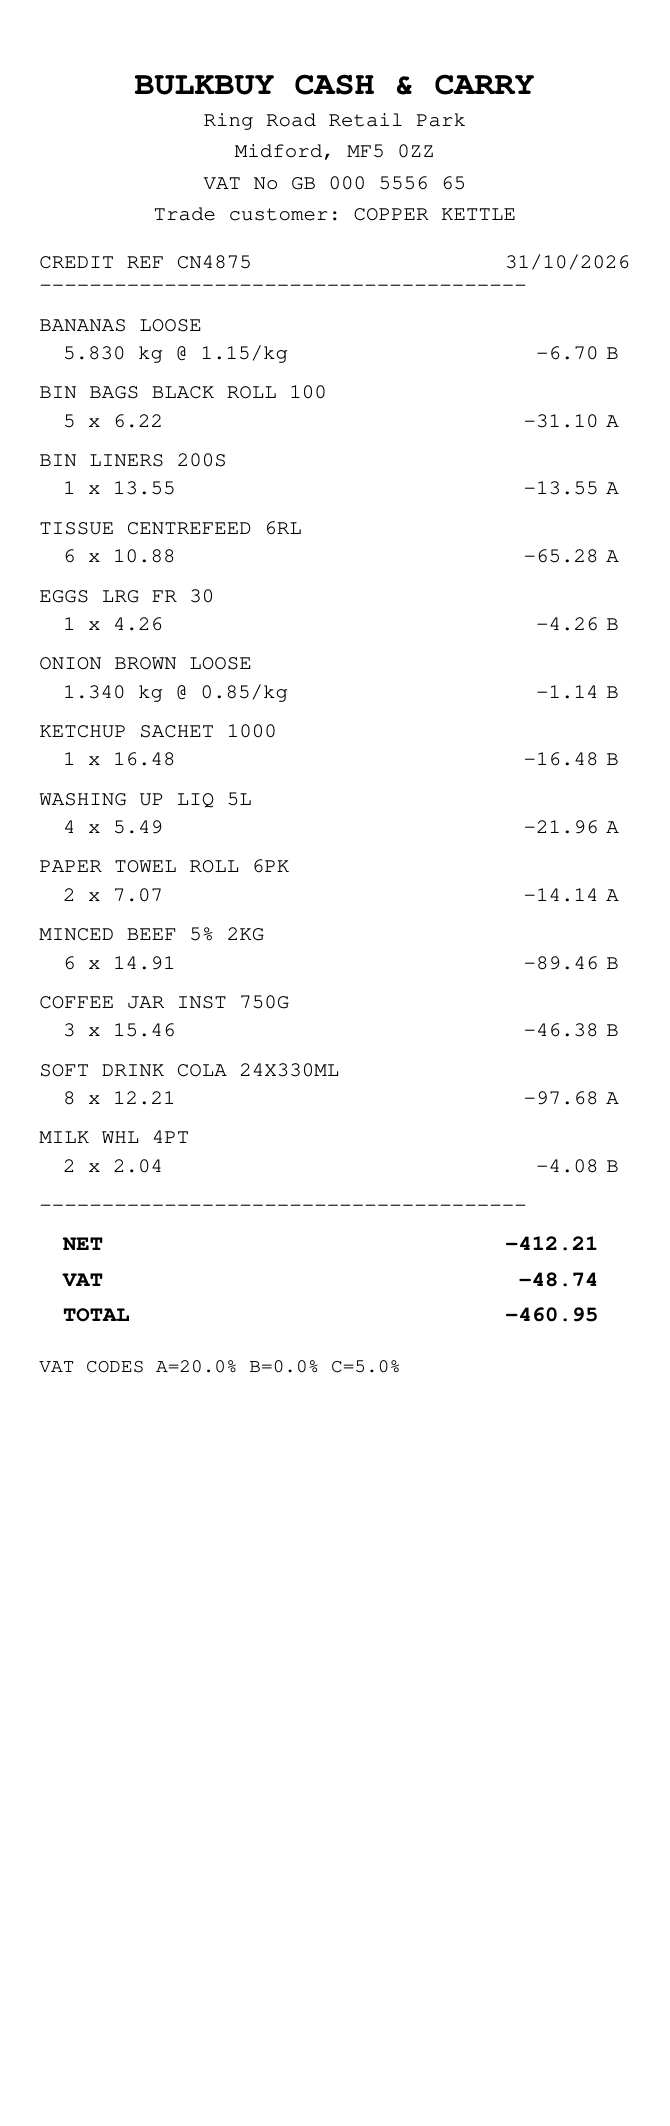 BULKBUY CASH & CARRY
Ring Road Retail Park
Midford, MF5 0ZZ
VAT No GB 000 5556 65
Trade customer: COPPER KETTLE
CREDIT REF CN4875 31/10/2026
---------------------------------------
BANANAS LOOSE
5.830 kg @ 1.15/kg -6.70 B
BIN BAGS BLACK ROLL 100
5 x 6.22 -31.10 A
BIN LINERS 200S
1 x 13.55 -13.55 A
TISSUE CENTREFEED 6RL
6 x 10.88 -65.28 A
EGGS LRG FR 30
1 x 4.26 -4.26 B
ONION BROWN LOOSE
1.340 kg @ 0.85/kg -1.14 B
KETCHUP SACHET 1000
1 x 16.48 -16.48 B
WASHING UP LIQ 5L
4 x 5.49 -21.96 A
PAPER TOWEL ROLL 6PK
2 x 7.07 -14.14 A
MINCED BEEF 5% 2KG
6 x 14.91 -89.46 B
COFFEE JAR INST 750G
3 x 15.46 -46.38 B
SOFT DRINK COLA 24X330ML
8 x 12.21 -97.68 A
MILK WHL 4PT
2 x 2.04 -4.08 B
---------------------------------------
NET -412.21
VAT -48.74
TOTAL -460.95
VAT CODES A=20.0% B=0.0% C=5.0%